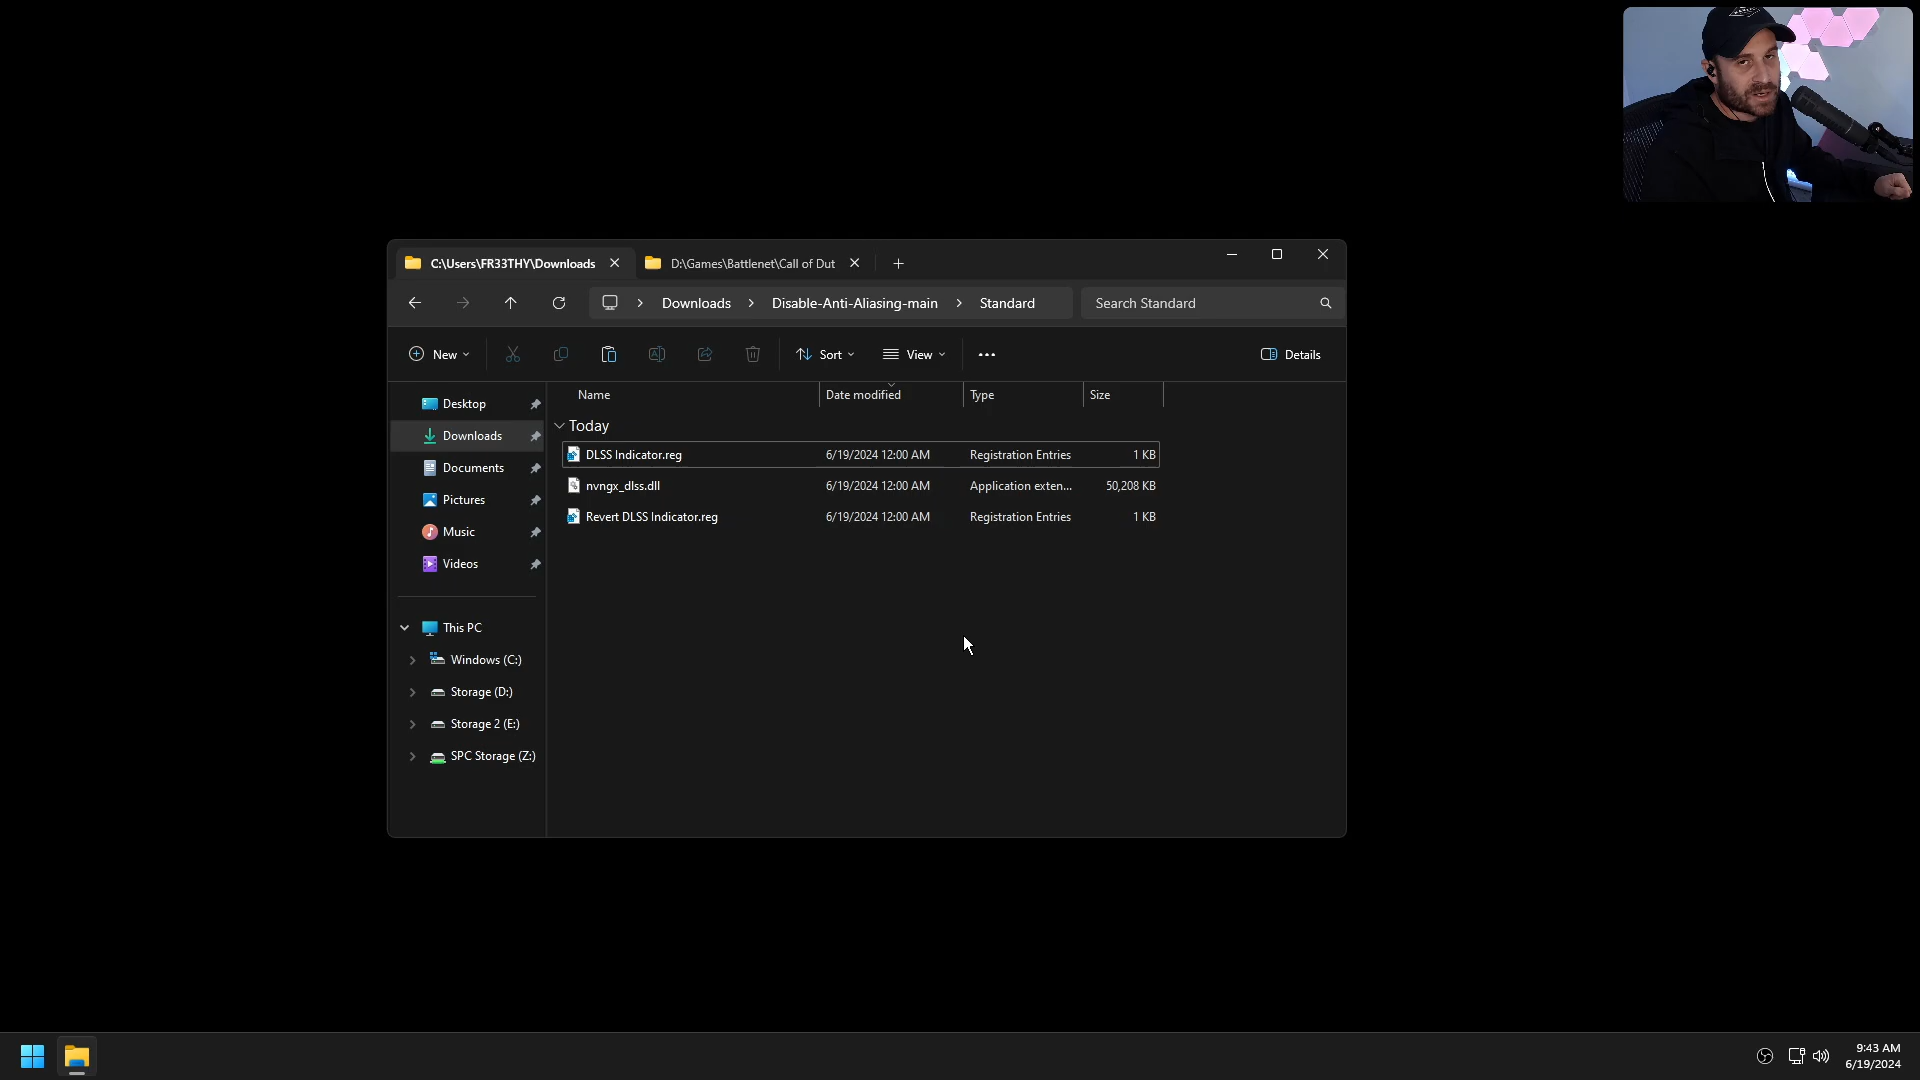 C:\Users\FR33THY\Downloads
D:\Games\Battlenet\Call of Dut
Downloads > Disable-Anti-Aliasing-main > Standard
Search Standard
New
Sort
View
Details
Name Date modified Type Size
Desktop
Downloads
Documents
Pictures
Music
Videos
This PC
Windows (C:)
Storage (D:)
Storage 2 (E:)
SPC Storage (Z:)
Today
DLSS Indicator.reg 6/19/2024 12:00 AM Registration Entries 1 KB
nvngx_dlss.dll 6/19/2024 12:00 AM Application exten... 50,208 KB
Revert DLSS Indicator.reg 6/19/2024 12:00 AM Registration Entries 1 KB
9:43 AM
6/19/2024